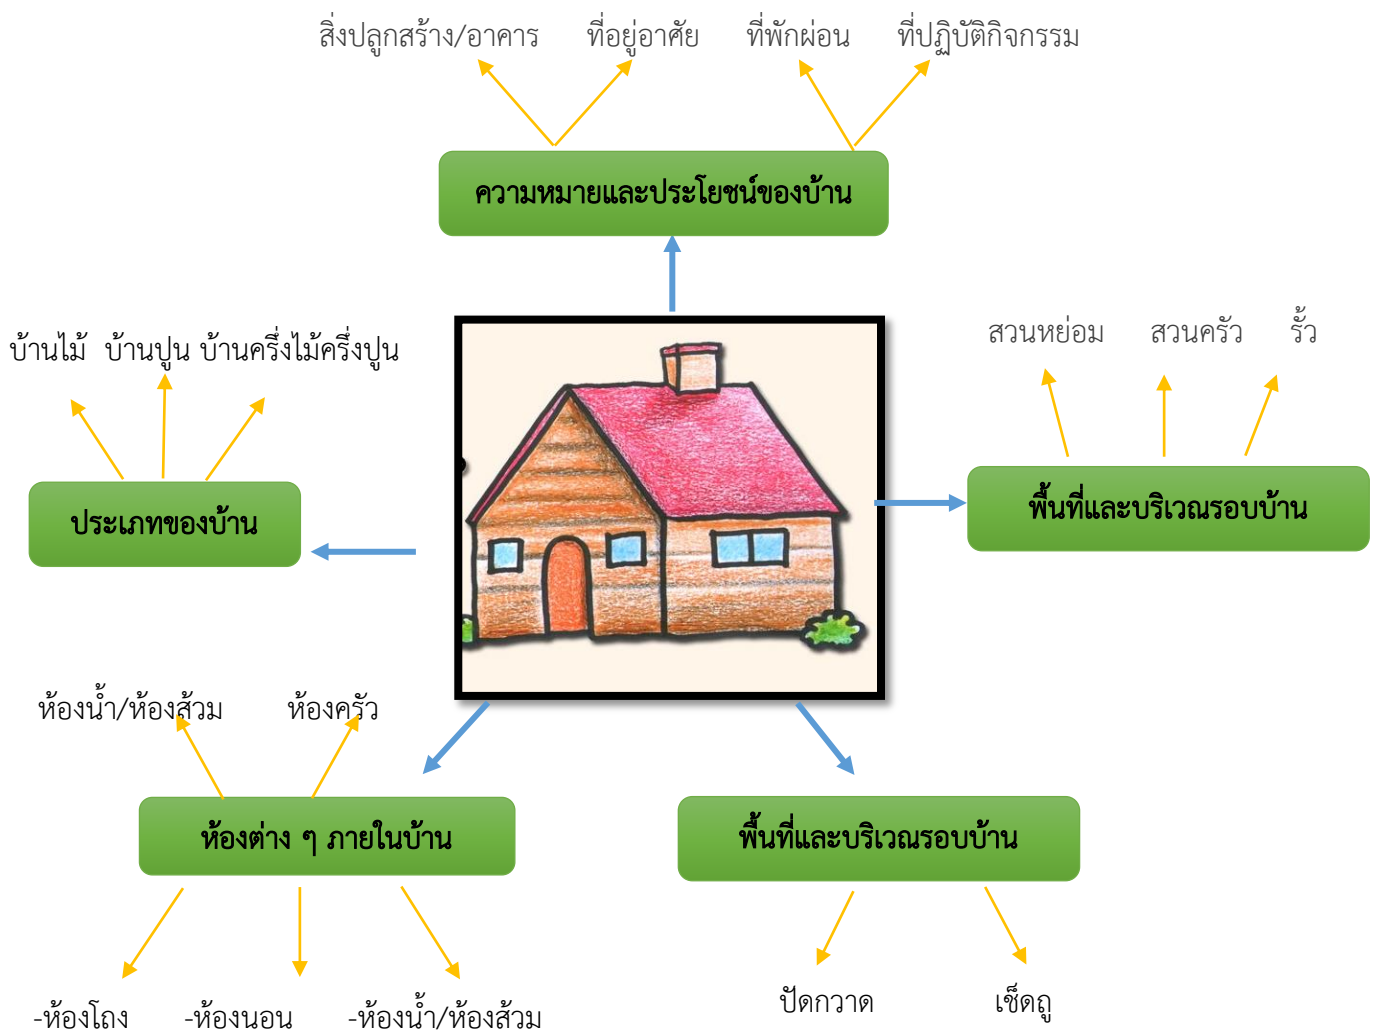 สิ่งปลูกสร้าง/อาคาร ที่อยู่อาศัย ที่พักผ่อน ที่ปฏิบัติกิจกรรม
ความหมายและประโยชน์ของบ้าน
บ้านไม้ บ้านปูน บ้านครึ่งไม้ครึ่งปูน
สวนหย่อม สวนครัว รั้ว
ประเภทของบ้าน
พื้นที่และบริเวณรอบบ้าน
ห้องน้ำ/ห้องส้วม ห้องครัว
ห้องต่าง ๆ ภายในบ้าน
พื้นที่และบริเวณรอบบ้าน
-ห้องโถง -ห้องนอน -ห้องน้ำ/ห้องส้วม
ปัดกวาด เช็ดถู